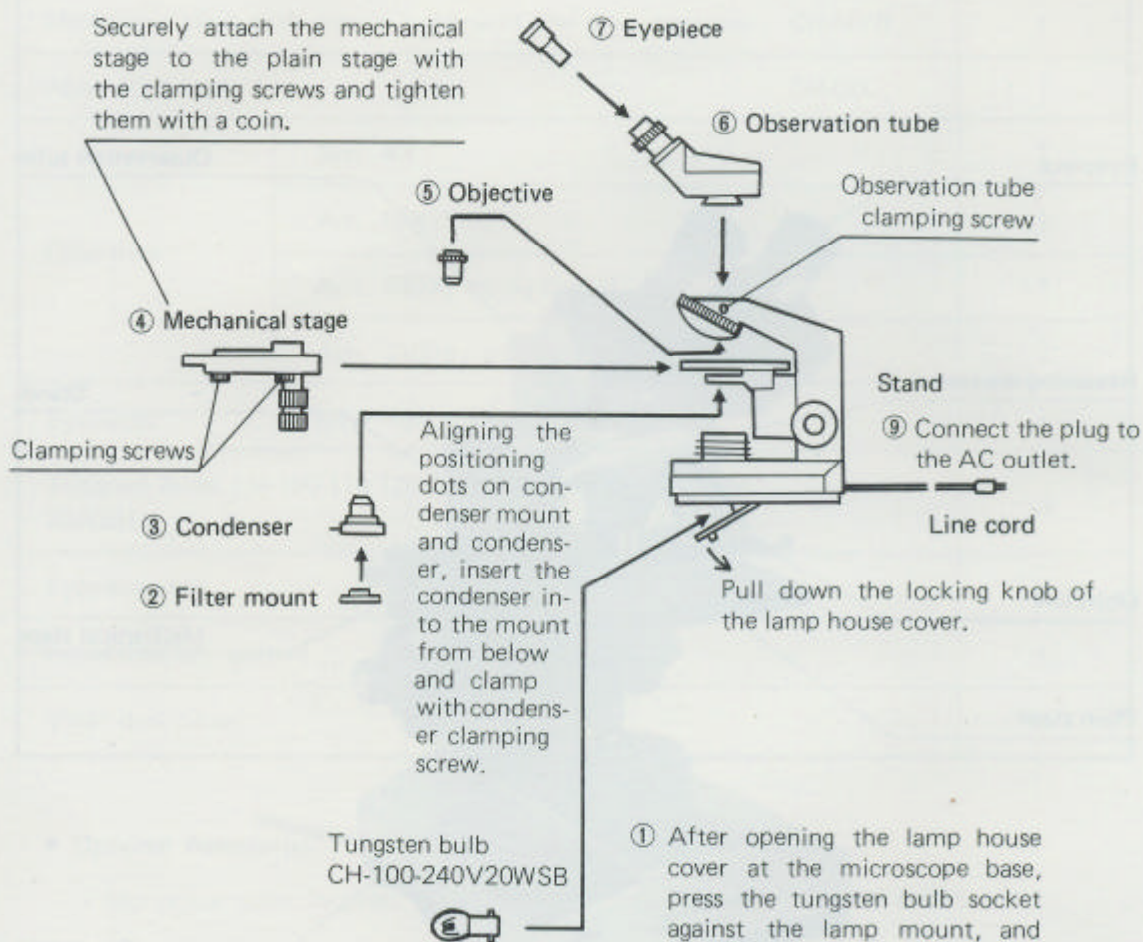 Securely attach the mechanical
stage to the plain stage with
the clamping screws and tighten
them with a coin.
⑦ Eyepiece
⑥ Observation tube
⑤ Objective
Observation tube
clamping screw
④ Mechanical stage
Stand
⑨ Connect the plug to
the AC outlet.
Line cord
Clamping screws
Aligning the
positioning
dots on con-
denser mount
and condens-
er, insert the
condenser in-
to the mount
from below
and clamp
with condens-
er clamping
screw.
③ Condenser
② Filter mount
Pull down the locking knob of
the lamp house cover.
Tungsten bulb
CH-100-240V20WSB
① After opening the lamp house
cover at the microscope base,
press the tungsten bulb socket
against the lamp mount, and